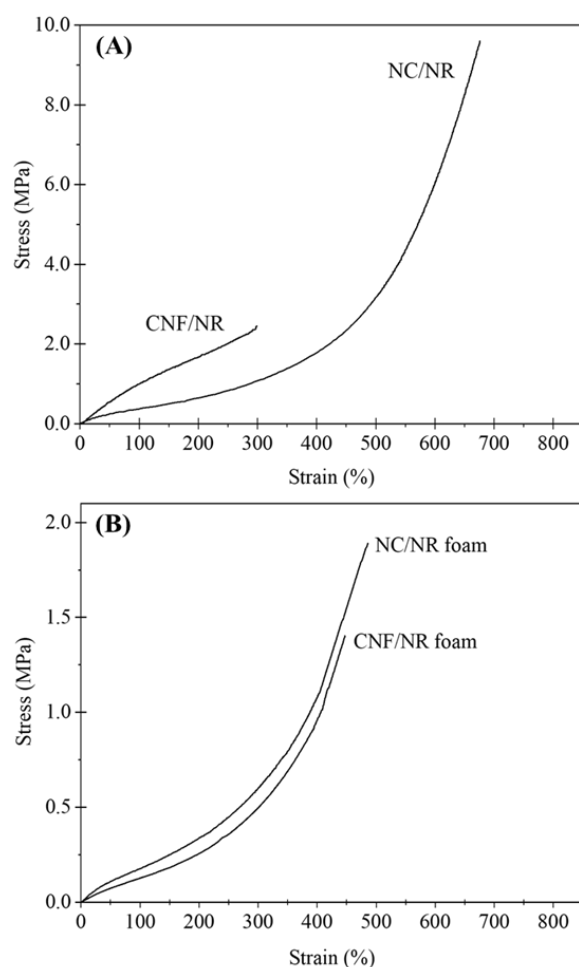 (A)
NC/NR
CNF/NR
Stress (MPa)
10.0
8.0
6.0
4.0
2.0
0.0
0 100 200 300 400 500 600 700 800
Strain (%)
(B)
NC/NR foam
CNF/NR foam
Stress (MPa)
2.0
1.5
1.0
0.5
0.0
0 100 200 300 400 500 600 700 800
Strain (%)